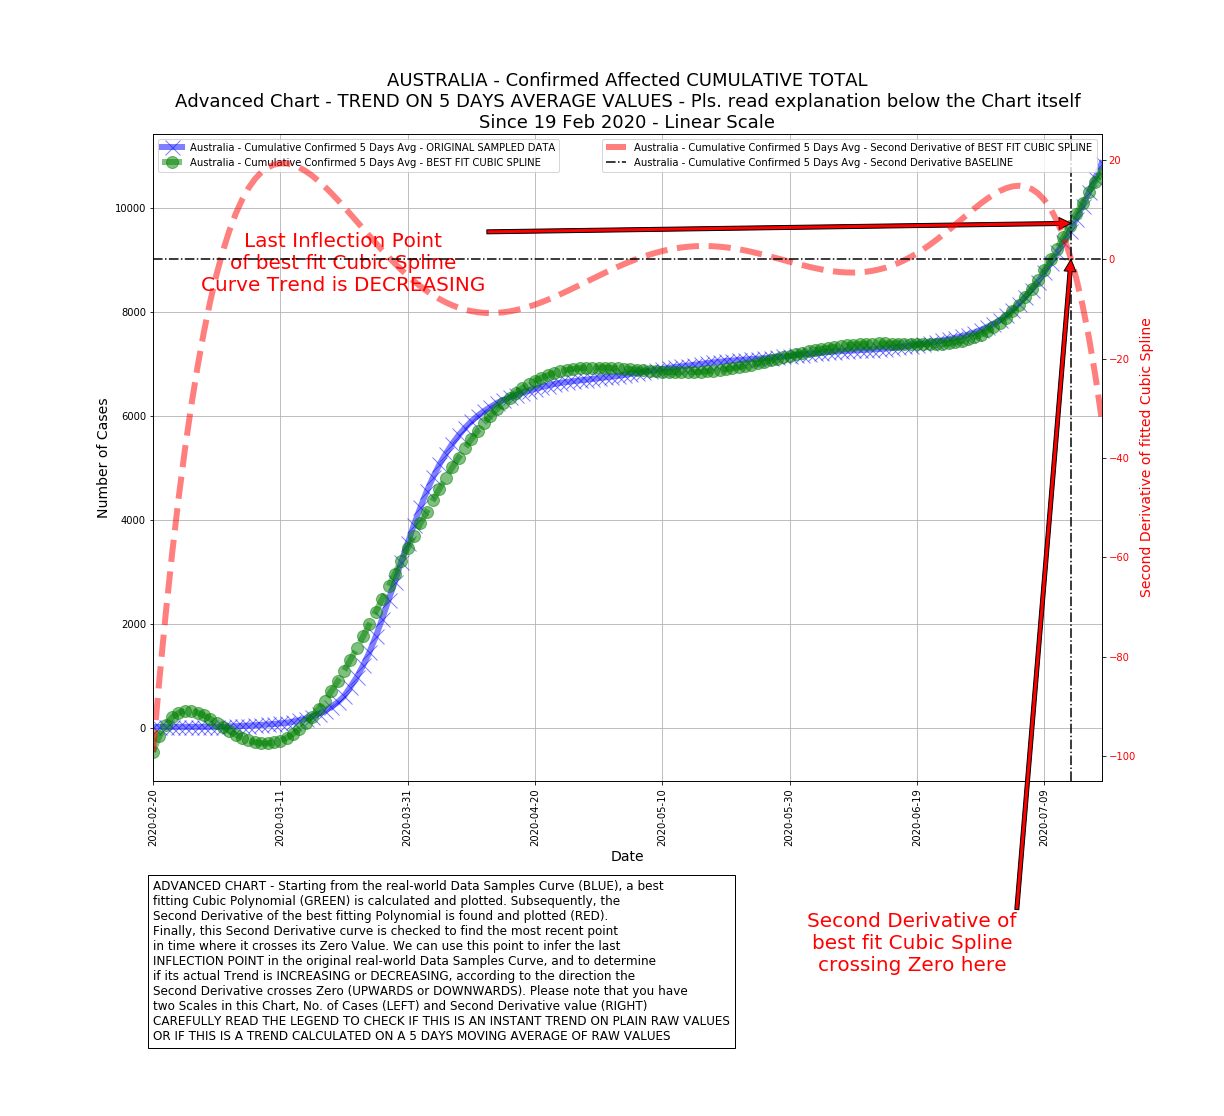 AUSTRALIA - Confirmed Affected CUMULATIVE TOTAL
Advanced Chart - TREND ON 5 DAYS AVERAGE VALUES - Pls. read explanation below the Chart itself
Since 19 Feb 2020 - Linear Scale
Australia - Cumulative Confirmed 5 Days Avg - ORIGINAL SAMPLED DATA
Australia - Cumulative Confirmed 5 Days Avg - BEST FIT CUBIC SPLINE
Australia - Cumulative Confirmed 5 Days Avg - Second Derivative of BEST FIT CUBIC SPLINE
Australia - Cumulative Confirmed 5 Days Avg - Second Derivative BASELINE
Last Inflection Point
of best fit Cubic Spline
Curve Trend is DECREASING
Number of Cases
10000
8000
6000
4000
2000
0
20
0
−20
−40
−60
−80
−100
Second Derivative of fitted Cubic Spline
2020-02-20
2020-03-11
2020-03-31
2020-04-20
2020-05-10
2020-05-30
2020-06-19
2020-07-09
Date
ADVANCED CHART - Starting from the real-world Data Samples Curve (BLUE), a best
fitting Cubic Polynomial (GREEN) is calculated and plotted. Subsequently, the
Second Derivative of the best fitting Polynomial is found and plotted (RED).
Finally, this Second Derivative curve is checked to find the most recent point
in time where it crosses its Zero Value. We can use this point to infer the last
INFLECTION POINT in the original real-world Data Samples Curve, and to determine
if its actual Trend is INCREASING or DECREASING, according to the direction the
Second Derivative crosses Zero (UPWARDS or DOWNWARDS). Please note that you have
two Scales in this Chart, No. of Cases (LEFT) and Second Derivative value (RIGHT)
CAREFULLY READ THE LEGEND TO CHECK IF THIS IS AN INSTANT TREND ON PLAIN RAW VALUES
OR IF THIS IS A TREND CALCULATED ON A 5 DAYS MOVING AVERAGE OF RAW VALUES
Second Derivative of
best fit Cubic Spline
crossing Zero here